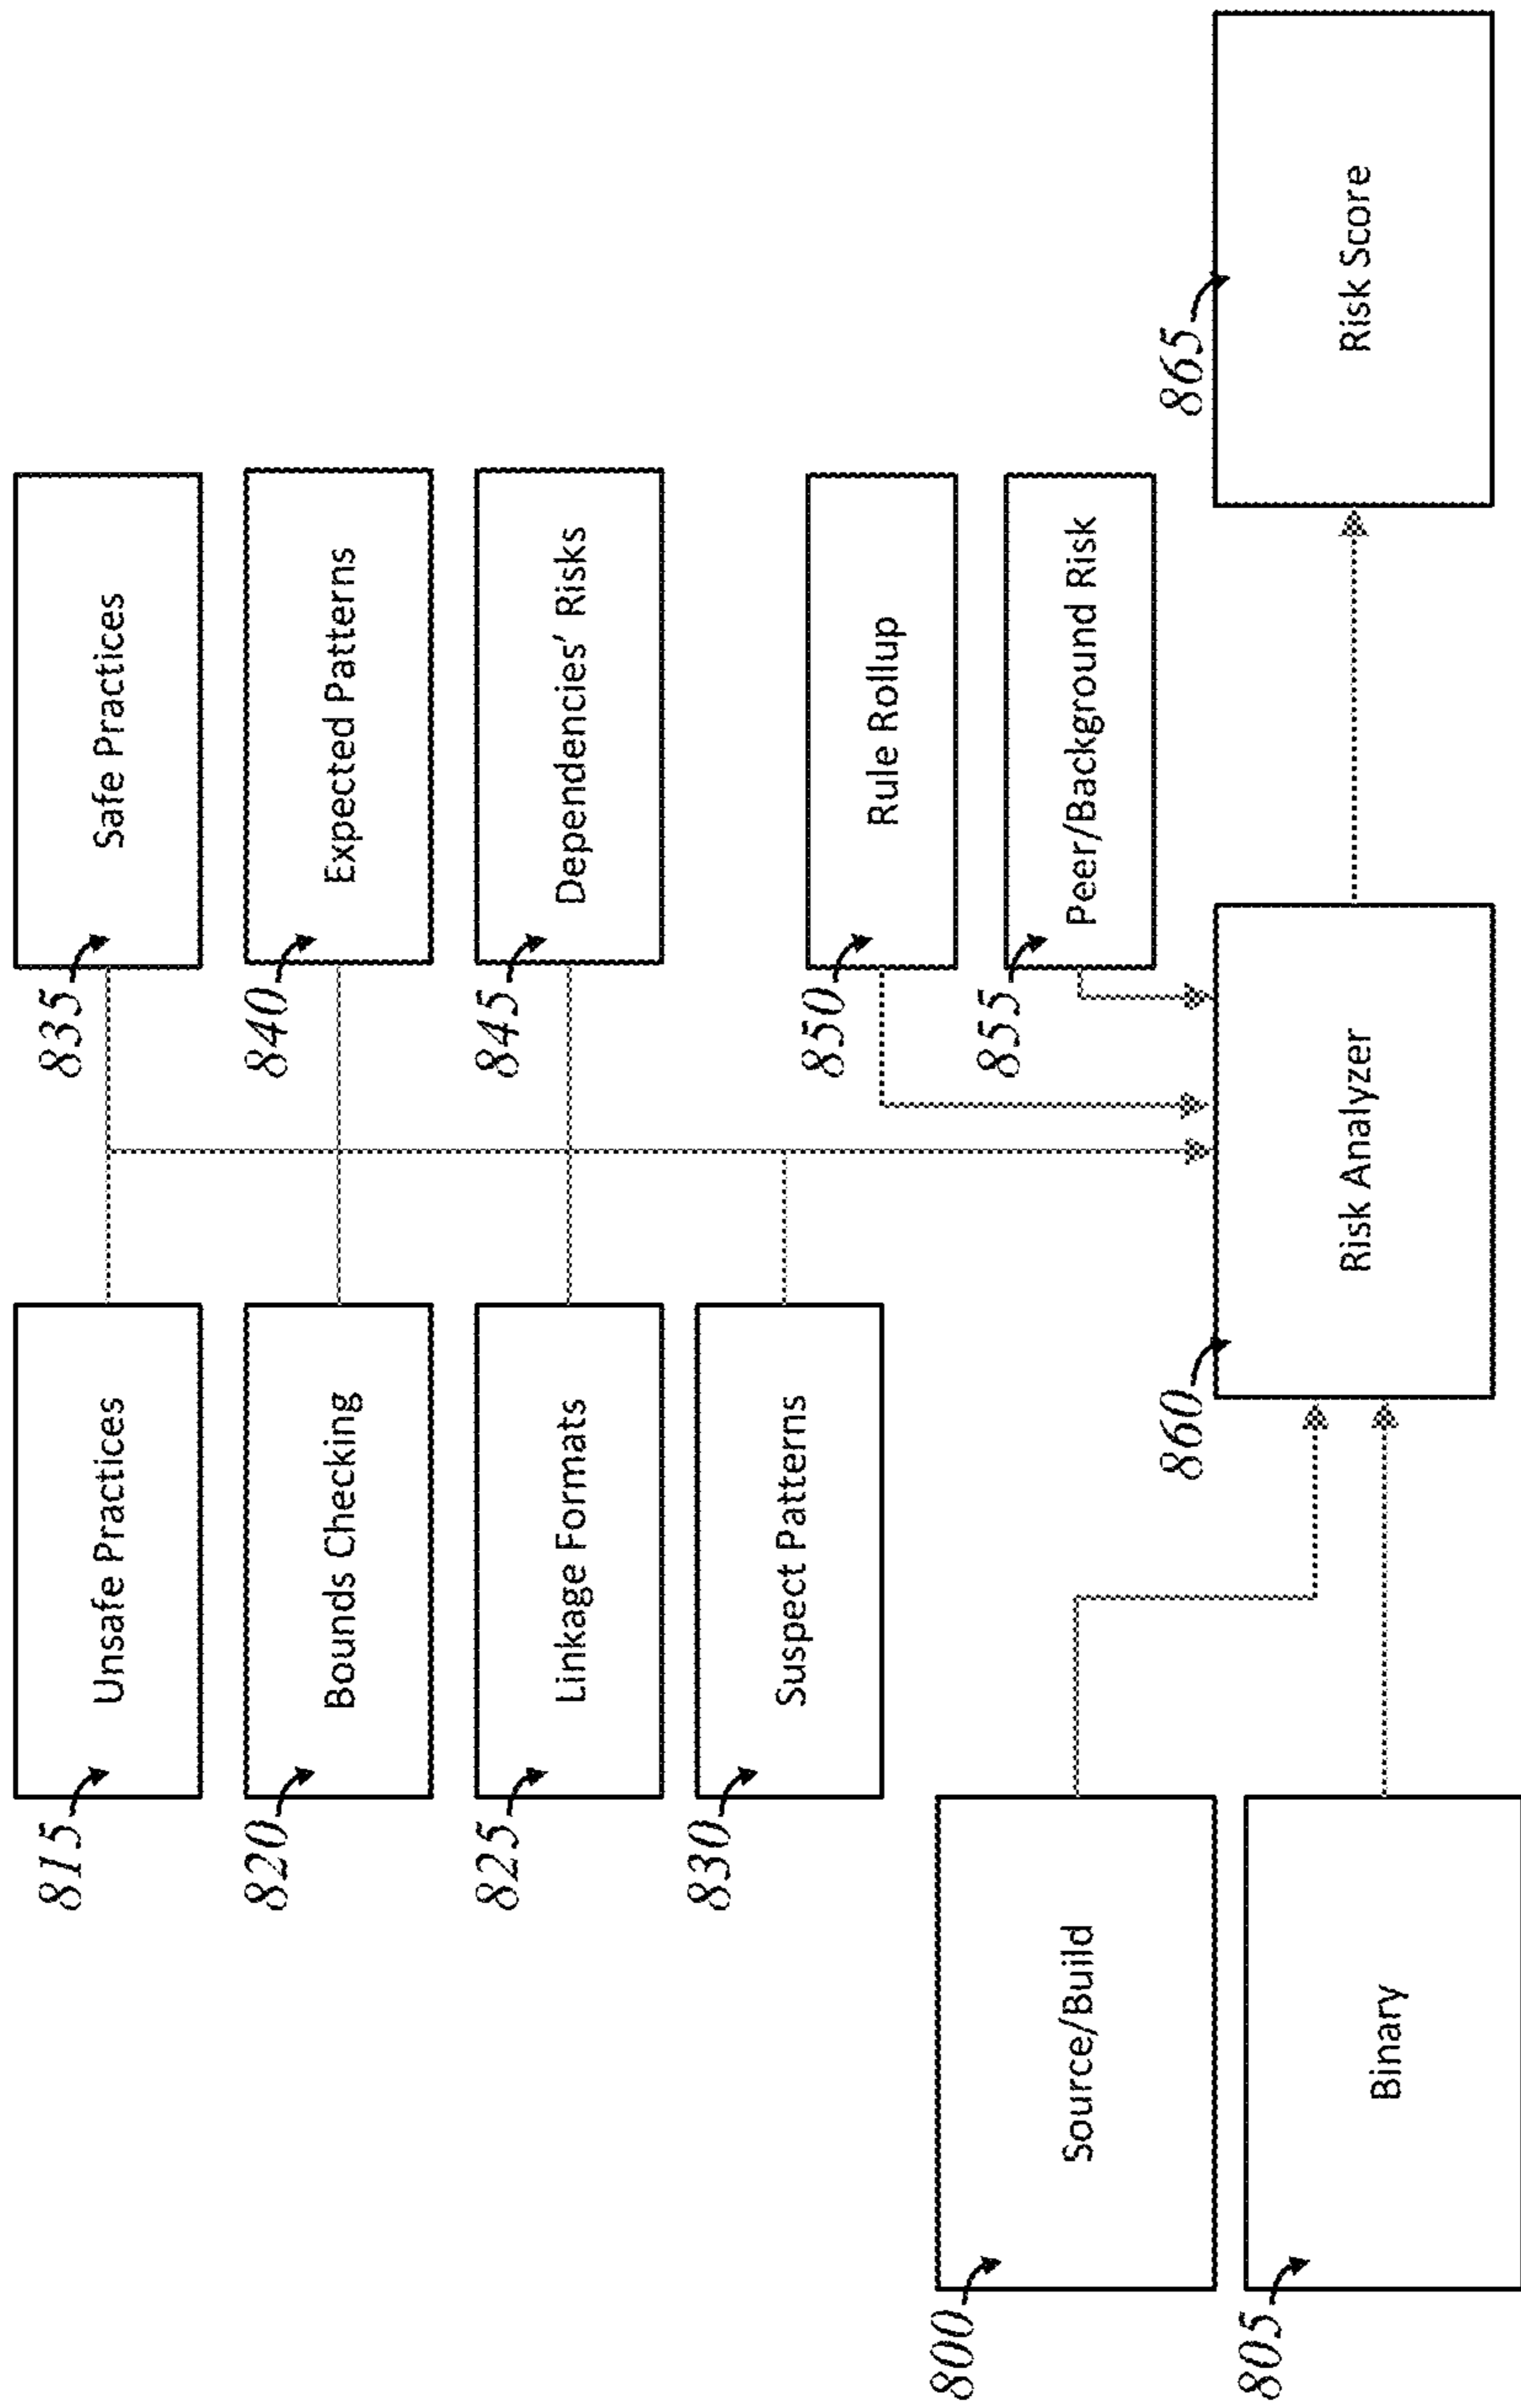 815
Unsafe Practices
835
Safe Practices
820
Bounds Checking
840
Expected Patterns
825
Linkage Formats
845
Dependencies' Risks
830
Suspect Patterns
850
Rule Rollup
800
Source/Build
855
Peer/Background Risk
860
Risk Analyzer
865
Risk Score
805
Binary